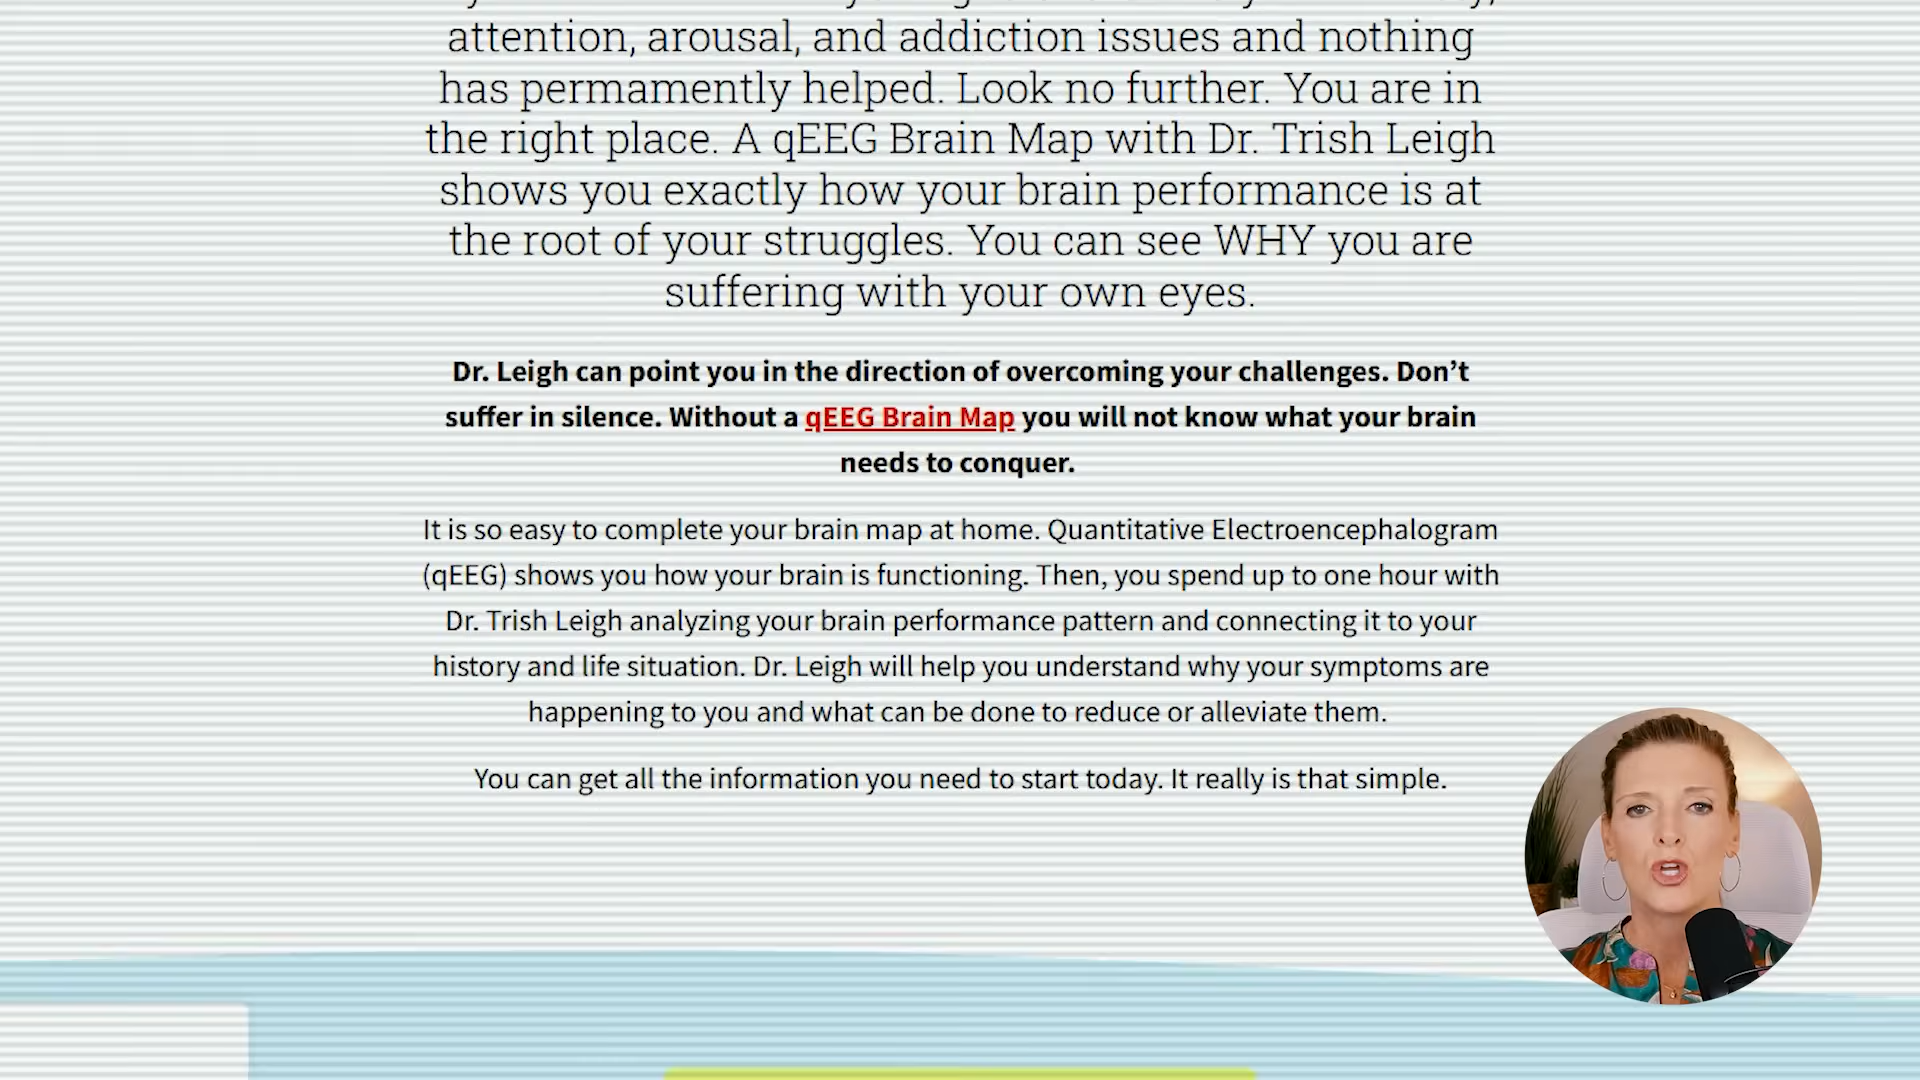 attention, arousal, and addiction issues and nothing
has permamently helped. Look no further. You are in
the right place. A qEEG Brain Map with Dr. Trish Leigh
shows you exactly how your brain performance is at
the root of your struggles. You can see WHY you are
suffering with your own eyes.
Dr. Leigh can point you in the direction of overcoming your challenges. Don’t
suffer in silence. Without a qEEG Brain Map you will not know what your brain
needs to conquer.
It is so easy to complete your brain map at home. Quantitative Electroencephalogram
(qEEG) shows you how your brain is functioning. Then, you spend up to one hour with
Dr. Trish Leigh analyzing your brain performance pattern and connecting it to your
history and life situation. Dr. Leigh will help you understand why your symptoms are
happening to you and what can be done to reduce or alleviate them.
You can get all the information you need to start today. It really is that simple.